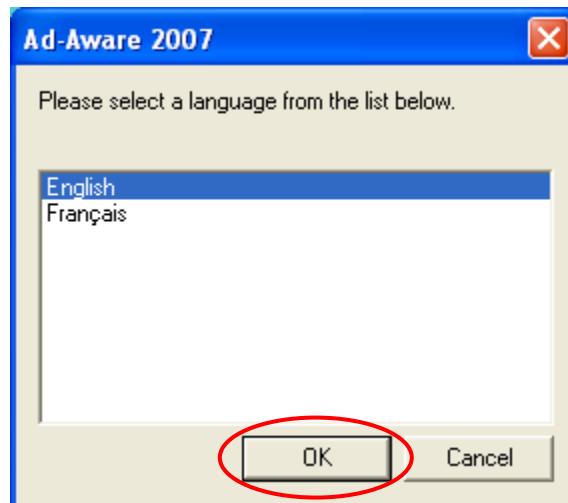 Ad-Aware 2007
Please select a language from the list below.
English
Français
OK Cancel